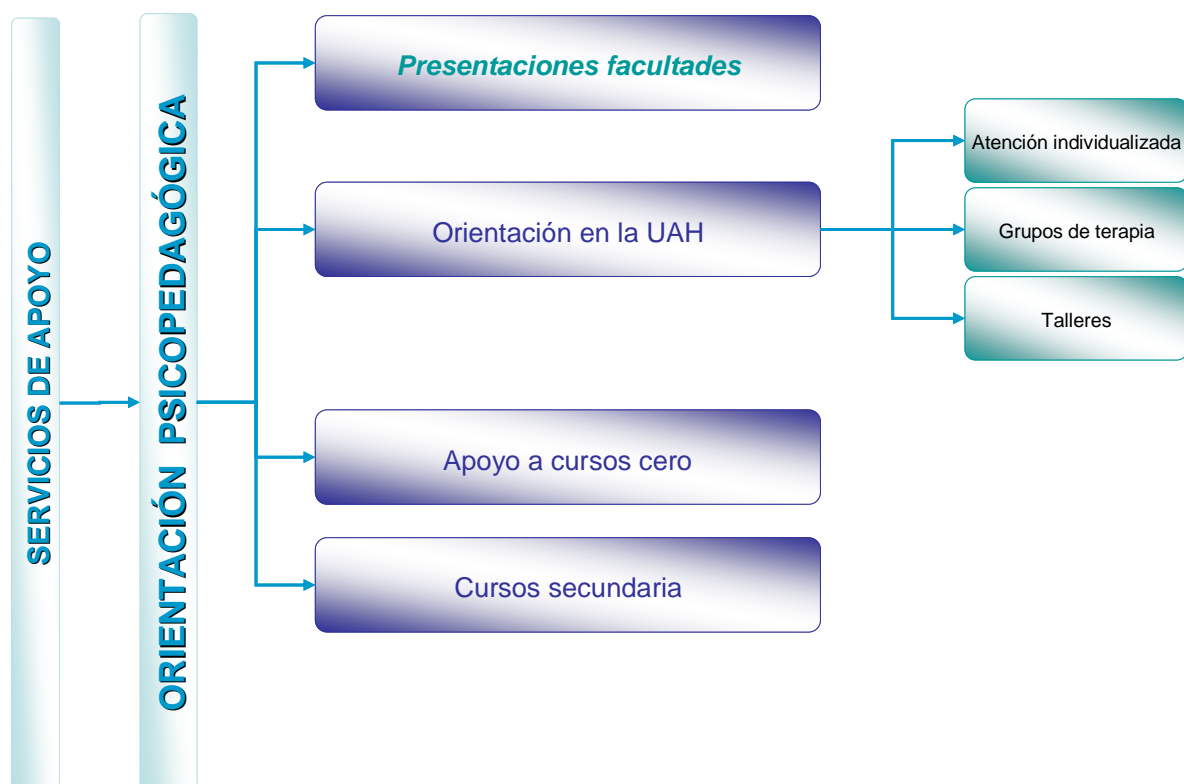 SERVICIOS DE APOYO
ORIENTACIÓN PSICOPEDAGÓGICA
Presentaciones facultades
Orientación en la UAH
Atención individualizada
Grupos de terapia
Talleres
Apoyo a cursos cero
Cursos secundaria